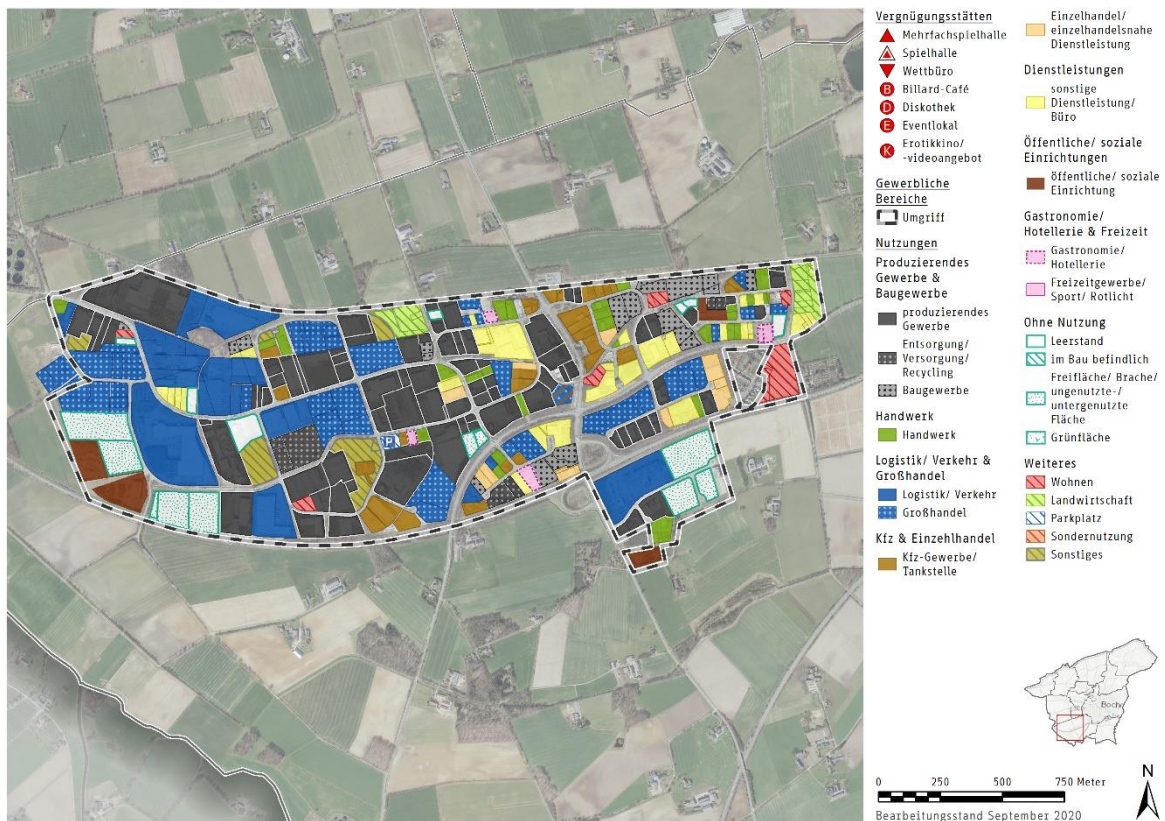 Vergnügungsstätten
Mehrfachspielhalle
Spielhalle
Wettbüro
B Billard-Café
D Diskothek
E Eventlokal
K Erotikkino/
-videoangebot
Gewerbliche
Bereiche
Umgriff
Nutzungen
Produzierendes
Gewerbe &
Baugewerbe
produzierendes
Gewerbe
Entsorgung/
Versorgung/
Recycling
Baugewerbe
Handwerk
Handwerk
Logistik/ Verkehr &
Großhandel
Logistik/ Verkehr
Großhandel
Kfz & Einzehlhandel
Kfz-Gewerbe/
Tankstelle
Einzelhandel/
einzelhandelsnahe
Dienstleistung
Dienstleistungen
sonstige
Dienstleistung/
Büro
Öffentliche/ soziale
Einrichtungen
öffentliche/ soziale
Einrichtung
Gastronomie/
Hotellerie & Freizeit
Gastronomie/
Hotellerie
Freizeitgewerbe/
Sport/ Rotlicht
Ohne Nutzung
Leerstand
im Bau befindlich
Freifläche/ Brache/
ungenutzte-/
untergenutzte
Fläche
Grünfläche
Weiteres
Wohnen
Landwirtschaft
Parkplatz
Sondernutzung
Sonstiges
P
Boch
N
0 250 500 750 Meter
Bearbeitungsstand September 2020